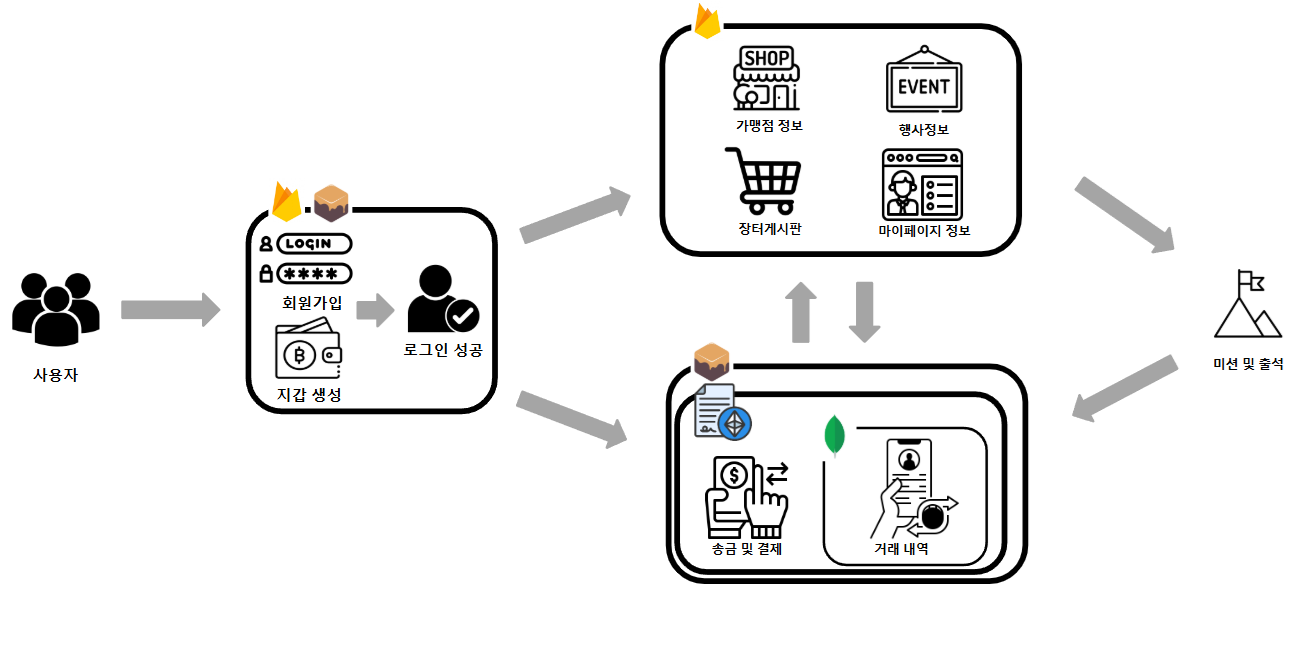 사용자
LOGIN
****
회원가입
지갑 생성
로그인 성공
SHOP
가맹점 정보
EVENT
행사정보
장터게시판
마이페이지 정보
송금 및 결제
거래 내역
미션 및 출석